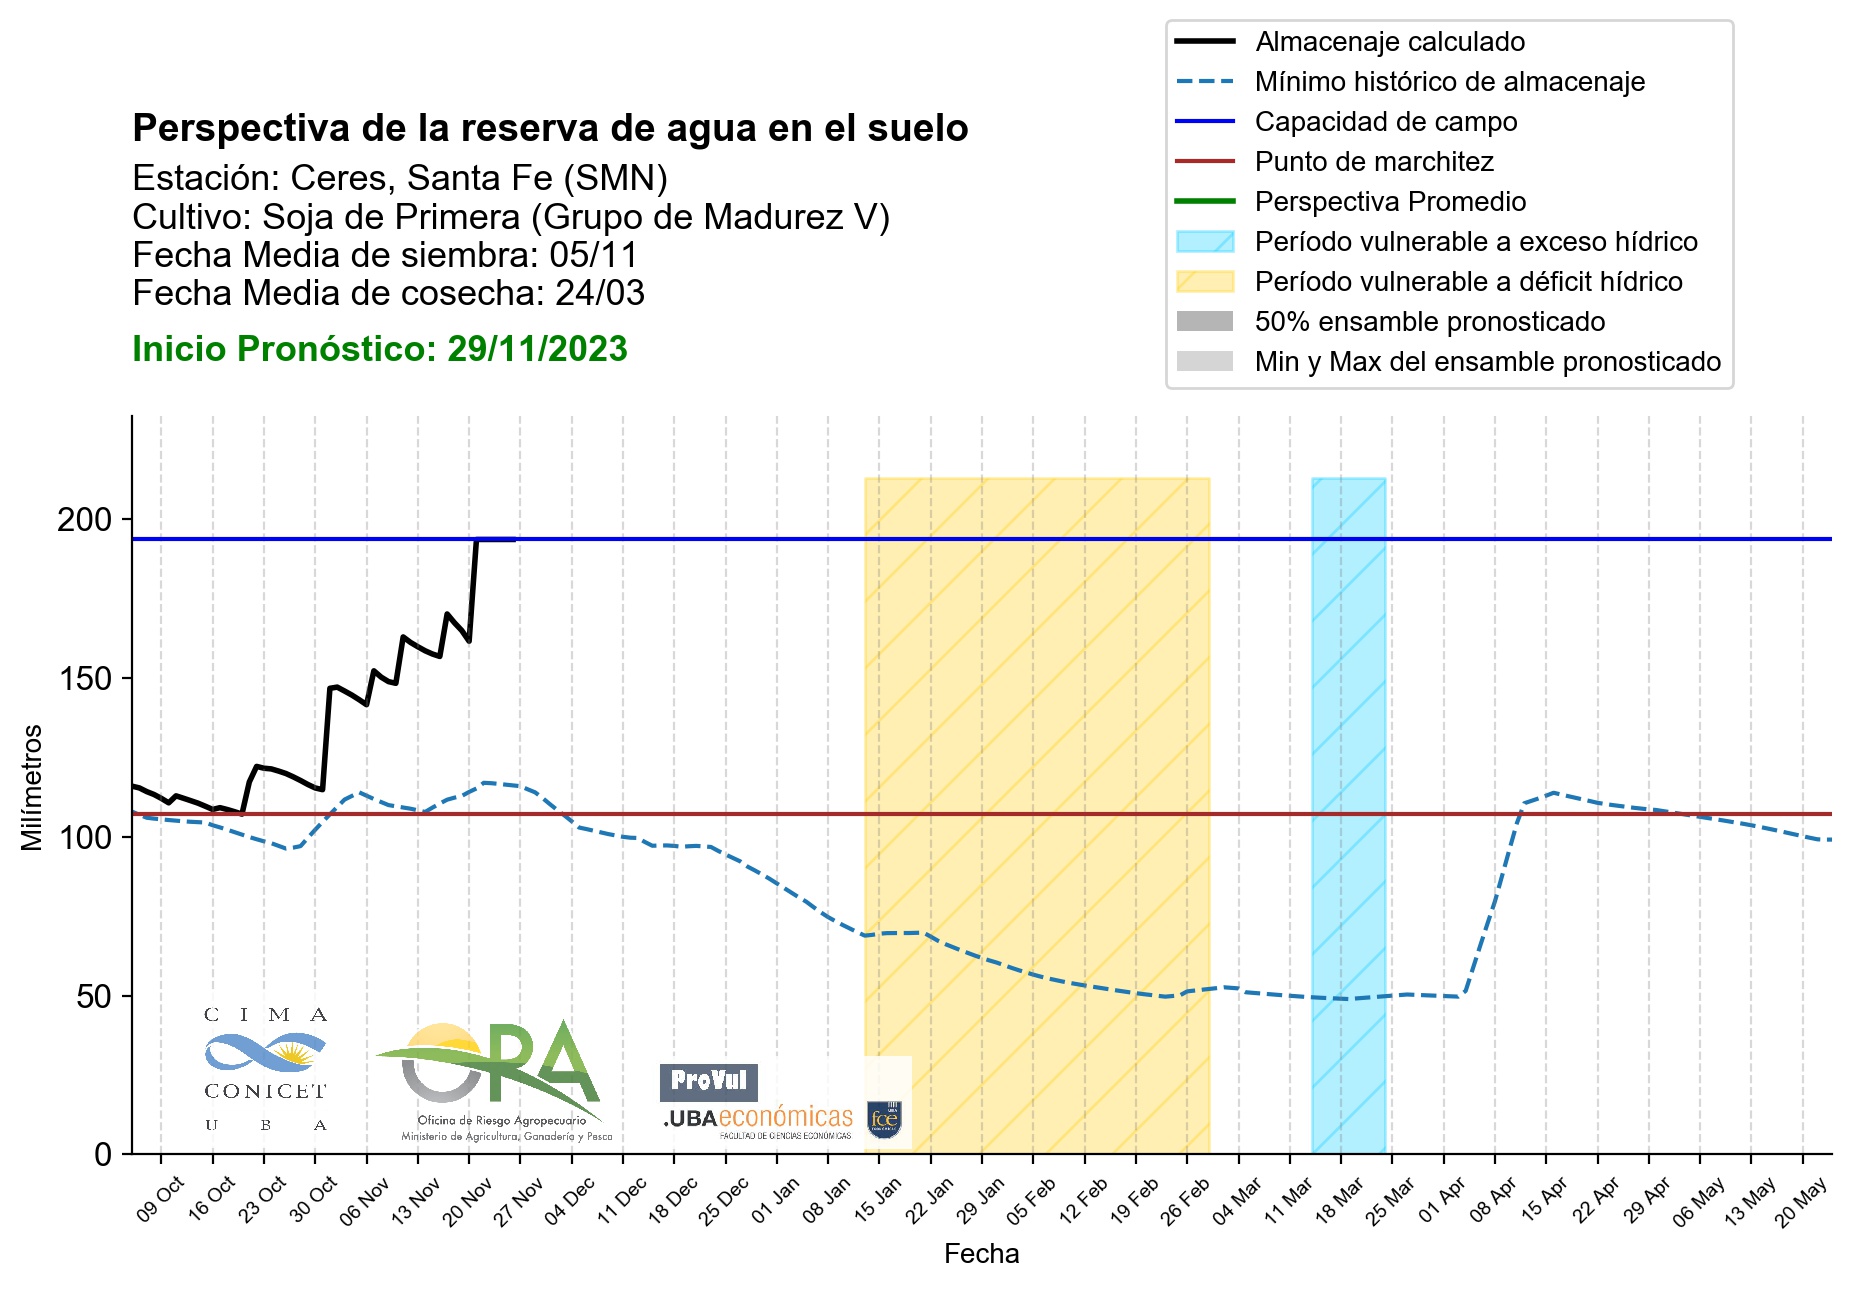 Almacenaje calculado
Mínimo histórico de almacenaje
Capacidad de campo
Punto de marchitez
Perspectiva Promedio
Período vulnerable a exceso hídrico
Período vulnerable a déficit hídrico
50% ensamble pronosticado
Min y Max del ensamble pronosticado
Perspectiva de la reserva de agua en el suelo
Estación: Ceres, Santa Fe (SMN)
Cultivo: Soja de Primera (Grupo de Madurez V)
Fecha Media de siembra: 05/11
Fecha Media de cosecha: 24/03
Inicio Pronóstico: 29/11/2023
200
150
100
50
0
Milímetros
CIMA
CONICET
UBA
OPA
Oficina de Riesgo Agropecuario
Ministerio de Agricultura, Ganadería y Pesca
ProVul
.UBAeconómicas
FACULTAD DE CIENCIAS ECONÓMICAS
UBA
fce
09 Oct
16 Oct
23 Oct
30 Oct
06 Nov
13 Nov
20 Nov
27 Nov
04 Dec
11 Dec
18 Dec
25 Dec
01 Jan
08 Jan
15 Jan
22 Jan
29 Jan
05 Feb
12 Feb
19 Feb
26 Feb
04 Mar
11 Mar
18 Mar
25 Mar
01 Apr
08 Apr
15 Apr
22 Apr
29 Apr
06 May
13 May
20 May
Fecha